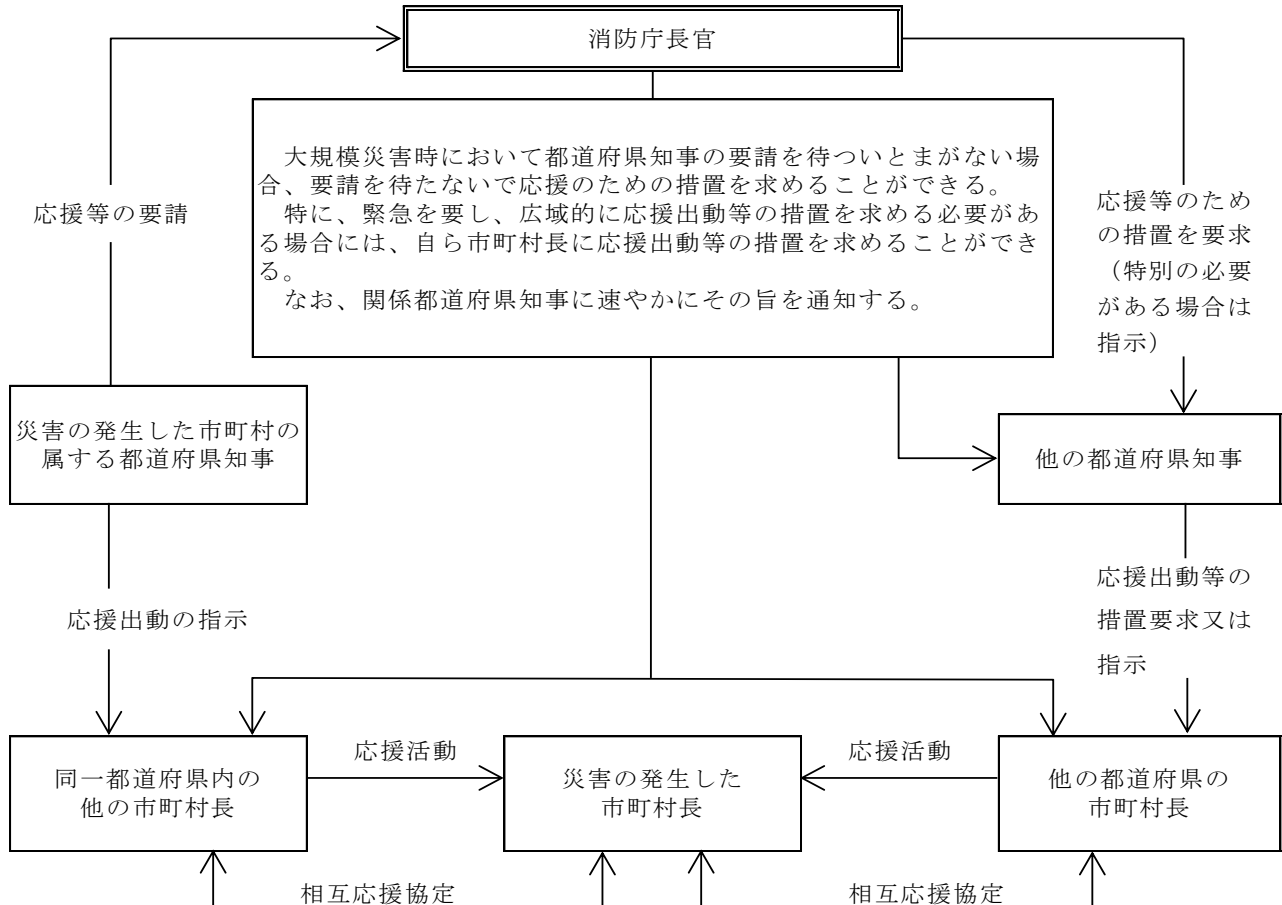 消防庁長官
大規模災害時において都道府県知事の要請を待ついとまがない場
合、要請を待たないで応援のための措置を求めることができる。
特に、緊急を要し、広域的に応援出動等の措置を求める必要があ
る場合には、自ら市町村長に応援出動等の措置を求めることができ
る。
なお、関係都道府県知事に速やかにその旨を通知する。
応援等の要請
応援等のため
の措置を要求
（特別の必要
がある場合は
指示）
災害の発生した市町村の
属する都道府県知事
他の都道府県知事
応援出動の指示
応援出動等の
措置要求又は
指示
同一都道府県内の
他の市町村長
応援活動
災害の発生した
市町村長
応援活動
他の都道府県の
市町村長
相互応援協定
相互応援協定